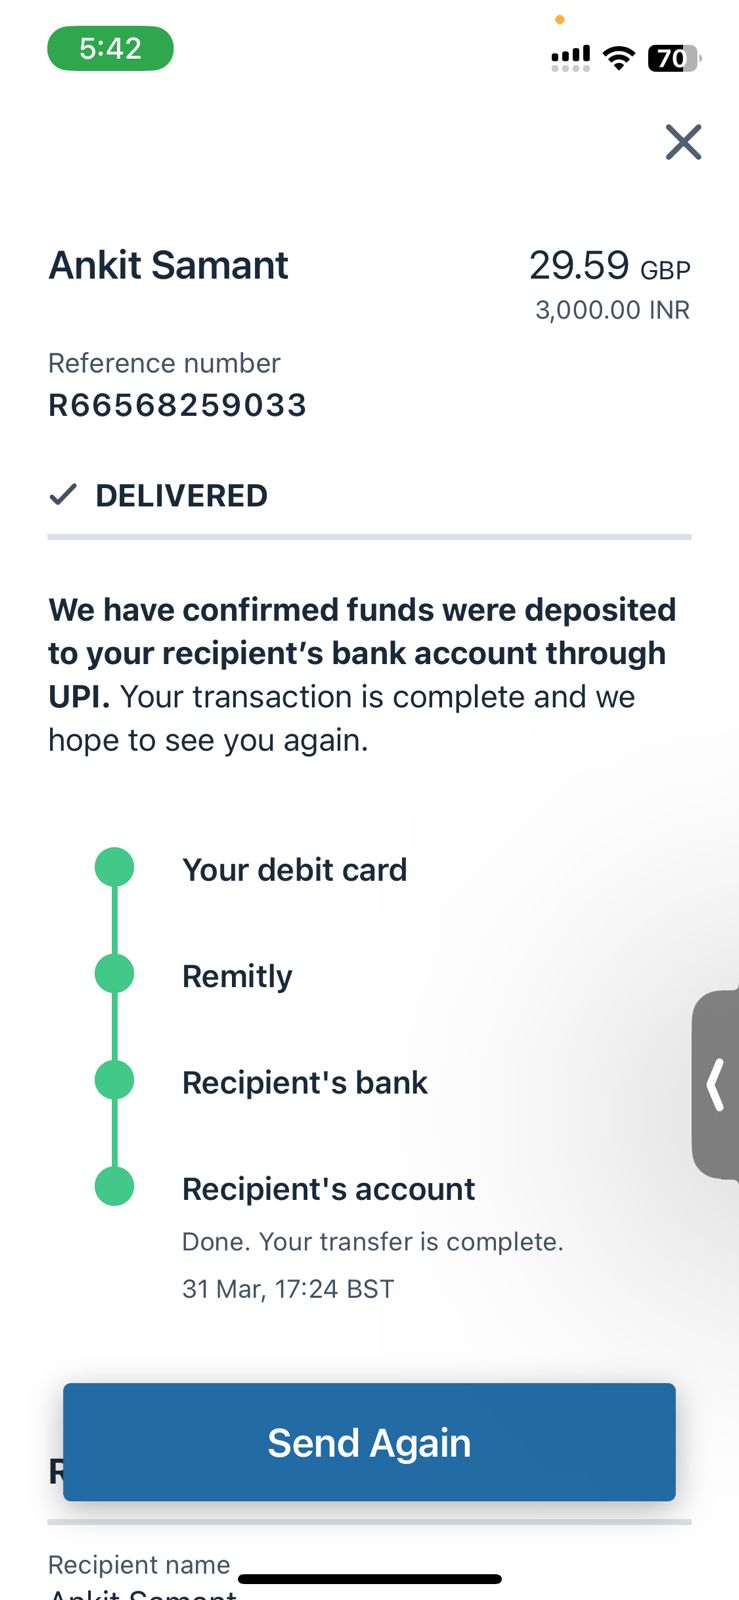 5:42
70
Ankit Samant
29.59 GBP
3,000.00 INR
Reference number
R66568259033
DELIVERED
We have confirmed funds were deposited
to your recipient's bank account through
UPI. Your transaction is complete and we
hope to see you again.
Your debit card
Remitly
Recipient's bank
Recipient's account
Done. Your transfer is complete.
31 Mar, 17:24 BST
Send Again
R
Recipient name
Ankit Samant